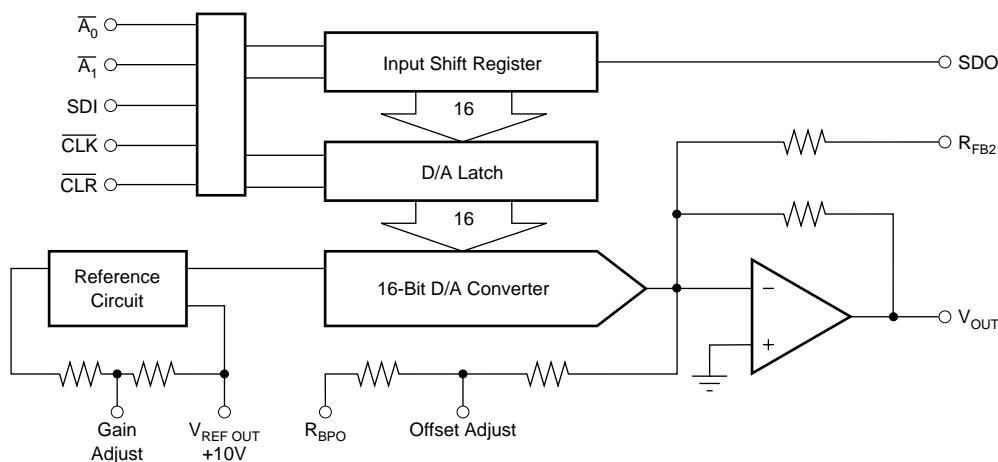 A̅₀
A̅₁
SDI
C̅L̅K̅
C̅L̅R̅
Input Shift Register
SDO
16
R_FB2
D/A Latch
16
Reference
Circuit
16-Bit D/A Converter
−
+
V_OUT
Gain
Adjust
V_REF OUT
+10V
R_BPO
Offset Adjust